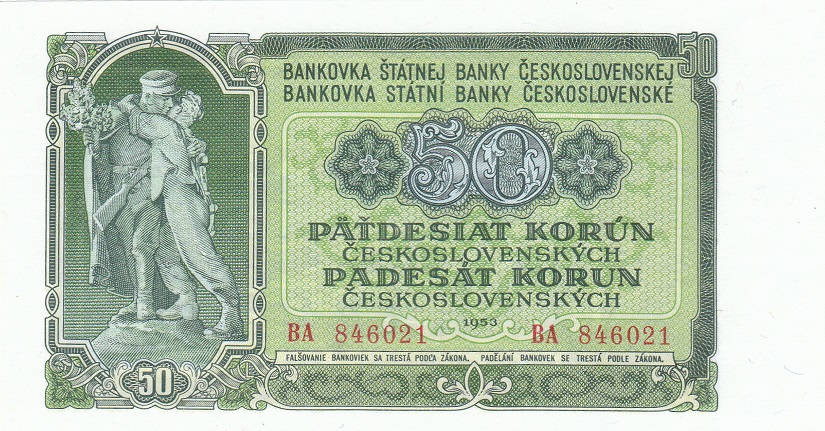 50
BANKOVKA ŠTÁTNEJ BANKY ČESKOSLOVENSKEJ
BANKOVKA STÁTNÍ BANKY ČESKOSLOVENSKÉ
50
PÄŤDESIAT KORÚN
ČESKOSLOVENSKÝCH
PADESÁT KORUN
ČESKOSLOVENSKÝCH
1953
BA 846021 BA 846021
FALŠOVANIE BANKOVIEK SA TRESTÁ PODĽA ZÁKONA. PADĚLÁNÍ BANKOVEK SE TRESTÁ PODLE ZÁKONA.
50